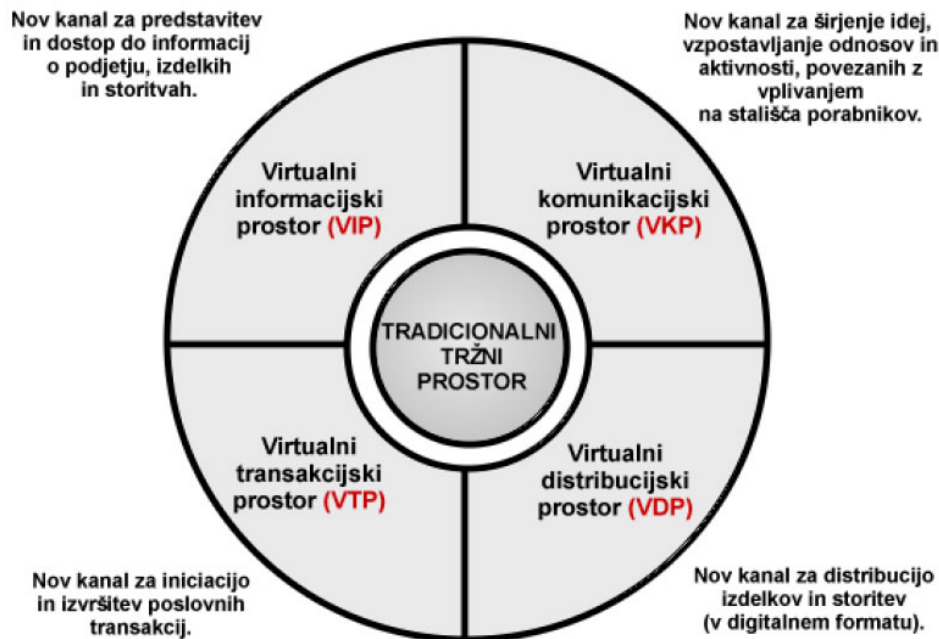 Nov kanal za predstavitev
in dostop do informacij
o podjetju, izdelkih
in storitvah.
Nov kanal za širjenje idej,
vzpostavljanje odnosov in
aktivnosti, povezanih z
vplivanjem
na stališča porabnikov.
Virtualni
informacijski
prostor (VIP)
Virtualni
komunikacijski
prostor (VKP)
TRADICIONALNI
TRŽNI
PROSTOR
Virtualni
transakcijski
prostor (VTP)
Virtualni
distribucijski
prostor (VDP)
Nov kanal za iniciacijo
in izvršitev poslovnih
transakcij.
Nov kanal za distribucijo
izdelkov in storitev
(v digitalnem formatu).